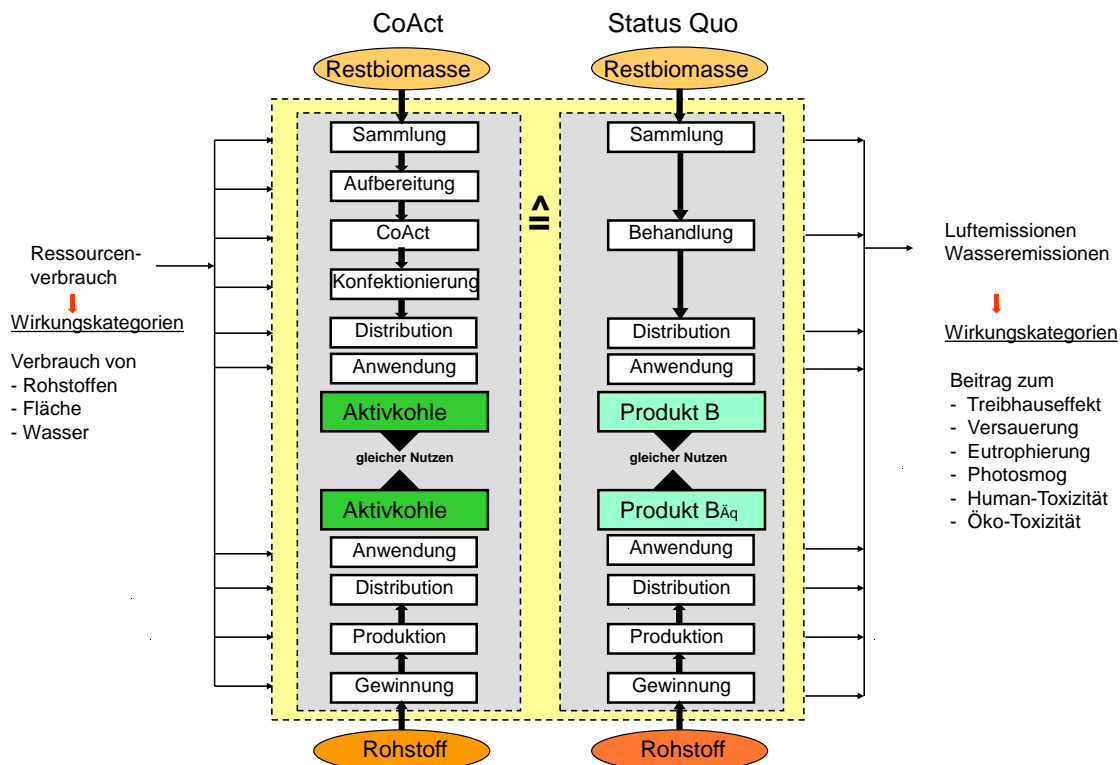 CoAct
Status Quo
Restbiomasse
Restbiomasse
Sammlung
Aufbereitung
CoAct
Konfektionierung
Distribution
Anwendung
Aktivkohle
gleicher Nutzen
Aktivkohle
Anwendung
Distribution
Produktion
Gewinnung
Rohstoff
≙
Sammlung
Behandlung
Distribution
Anwendung
Produkt B
gleicher Nutzen
Produkt BÄq
Anwendung
Distribution
Produktion
Gewinnung
Rohstoff
Ressourcen-
verbrauch
Wirkungskategorien
Verbrauch von
- Rohstoffen
- Fläche
- Wasser
Luftemissionen
Wasseremissionen
Wirkungskategorien
Beitrag zum
- Treibhauseffekt
- Versauerung
- Eutrophierung
- Photosmog
- Human-Toxizität
- Öko-Toxizität